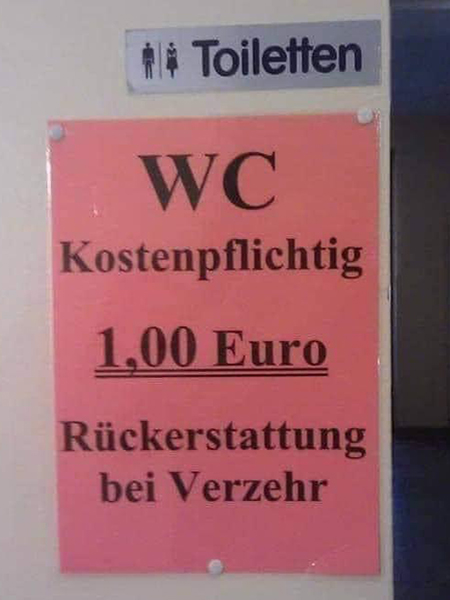 Toiletten
WC
Kostenpflichtig
1,00 Euro
Rückerstattung
bei Verzehr